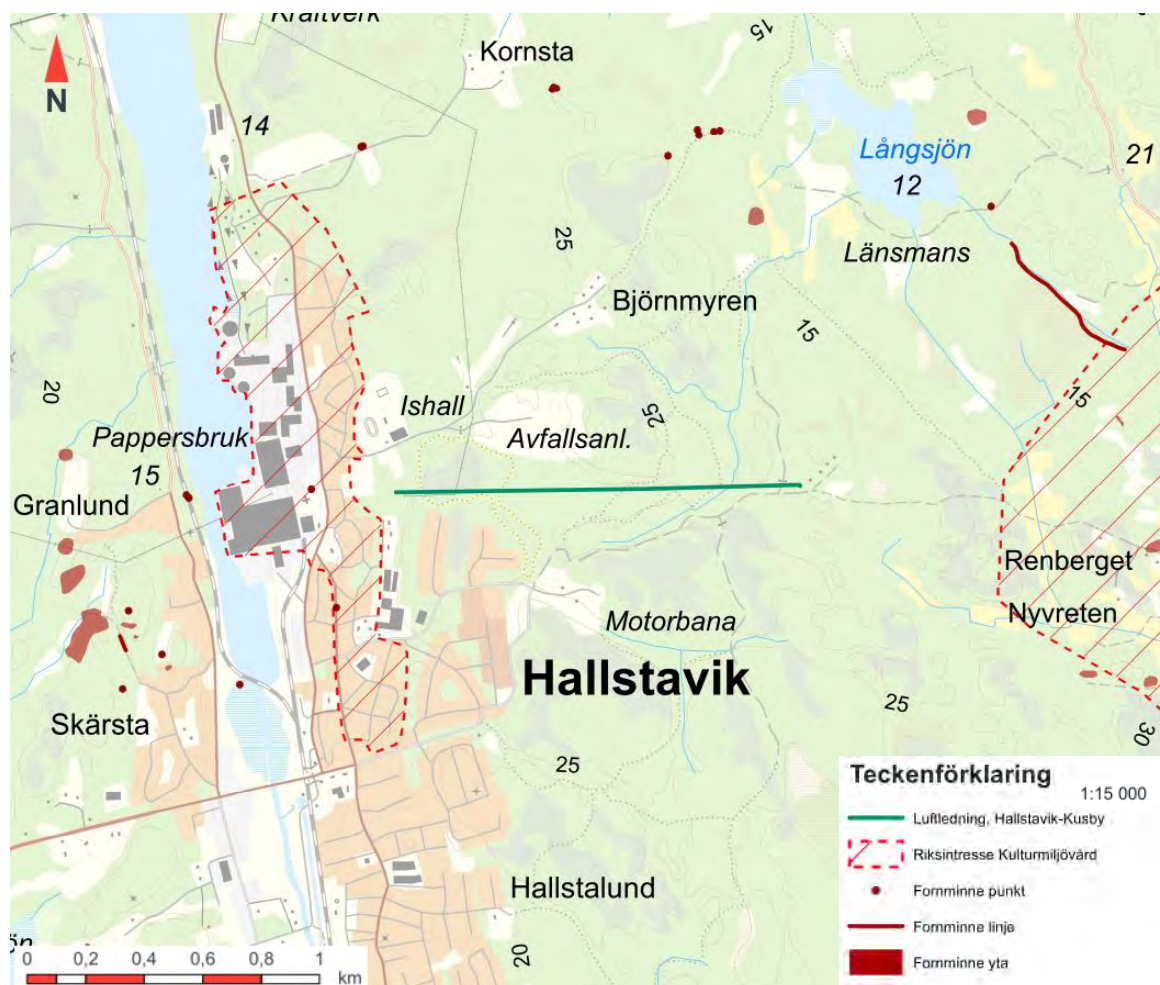 Kraftverk
15
Kornsta
N
14
Långsjön
12
21
25
Länsmans
Björnmyren
15
20
15
Ishall
25
Pappersbruk
Avfallsanl.
15
Granlund
Renberget
Nyvreten
Motorbana
Hallstavik
Skärsta
25
30
25
Teckenförklaring
1:15 000
Luftledning, Hallstavik-Kusby
Riksintresse Kulturmiljövård
Hallstalund
Fornminne punkt
Fornminne linje
ön
20
Fornminne yta
0 0,2 0,4 0,6 0,8 1
km